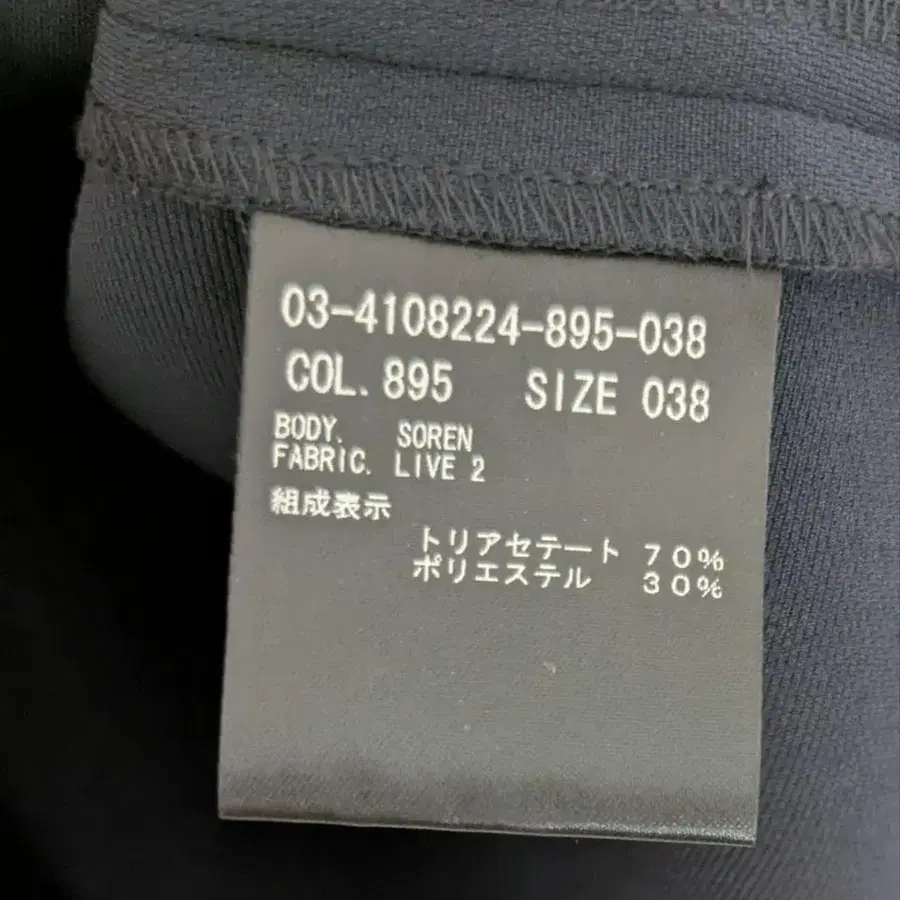 03-4108224-895-038
COL. 895 SIZE 038
BODY. SOREN
FABRIC. LIVE 2
組成表示
トリアセテート 70%
ポリエステル 30%